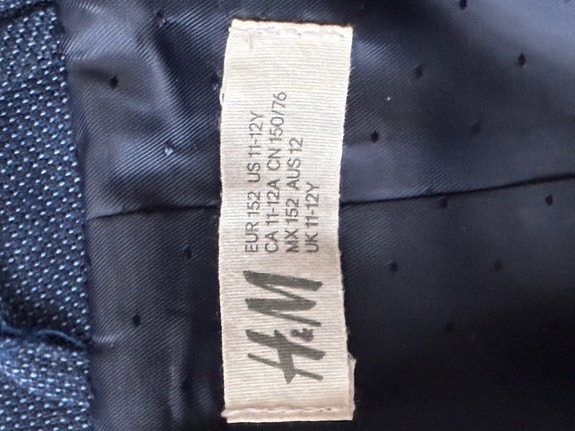 H&M
EUR 152 US 11-12Y
CA 11-12A CN 150/76
MX 152 AUS 12
UK 11-12Y